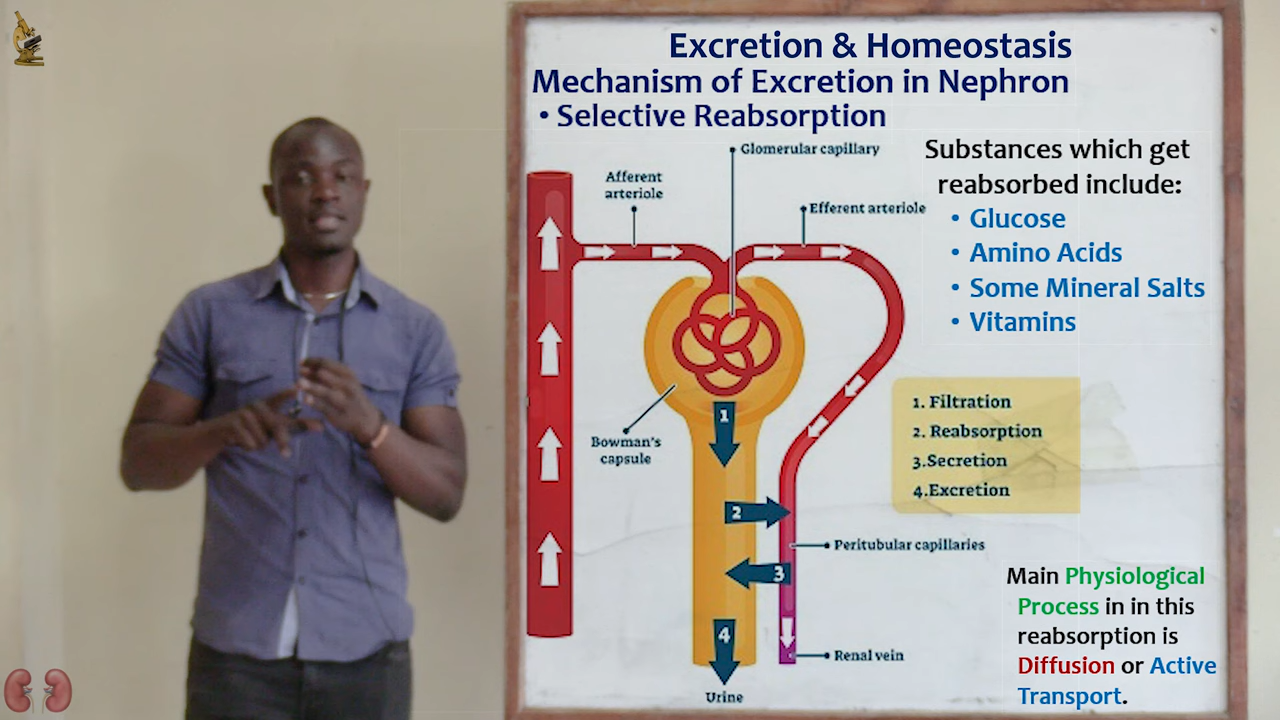 Excretion & Homeostasis
Mechanism of Excretion in Nephron
• Selective Reabsorption
Glomerular capillary
Afferent
arteriole
Efferent arteriole
Substances which get
reabsorbed include:
• Glucose
• Amino Acids
• Some Mineral Salts
• Vitamins
Bowman's
capsule
1
2
3
4
1. Filtration
2. Reabsorption
3.Secretion
4.Excretion
Peritubular capillaries
Renal vein
Urine
Main Physiological
Process in in this
reabsorption is
Diffusion or Active
Transport.